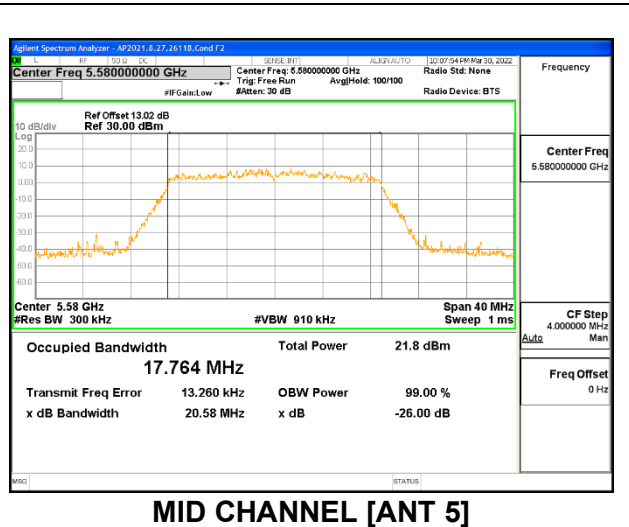 Agilent Spectrum Analyzer - AP2021.8.27,26118,Cond F2
L RF 50 Ω DC SENSE:INT ALIGN AUTO 10:07:54 PM Mar 30, 2022
Center Freq 5.580000000 GHz Center Freq: 5.580000000 GHz Radio Std: None
Trig: Free Run Avg|Hold: 100/100
#IFGain:Low #Atten: 30 dB Radio Device: BTS
Frequency
Ref Offset 13.02 dB
10 dB/div Ref 30.00 dBm
Log
20.0
10.0
0.00
-10.0
-20.0
-30.0
-40.0
-50.0
-60.0
Center Freq
5.580000000 GHz
Center 5.58 GHz Span 40 MHz
#Res BW 300 kHz #VBW 910 kHz Sweep 1 ms
CF Step
4.000000 MHz
Auto Man
Occupied Bandwidth Total Power 21.8 dBm
17.764 MHz
Transmit Freq Error 13.260 kHz OBW Power 99.00 %
x dB Bandwidth 20.58 MHz x dB -26.00 dB
Freq Offset
0 Hz
MSG STATUS
MID CHANNEL [ANT 5]